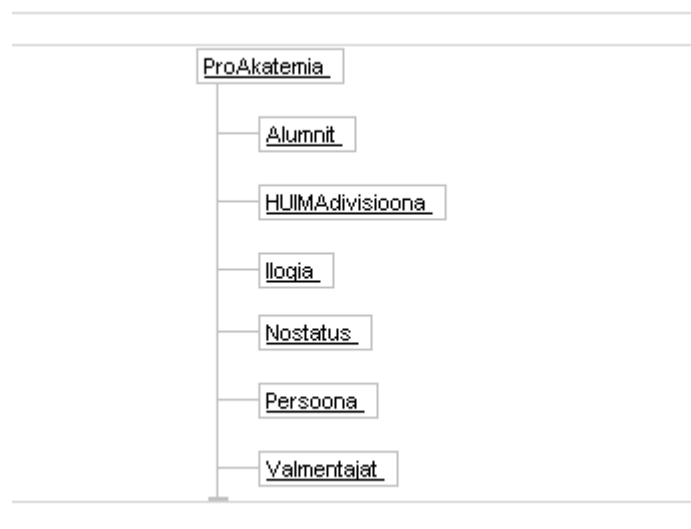 ProAkatemia
Alumnit
HUIMAdivisioona
Ilogia
Nostatus
Persoona
Valmentajat